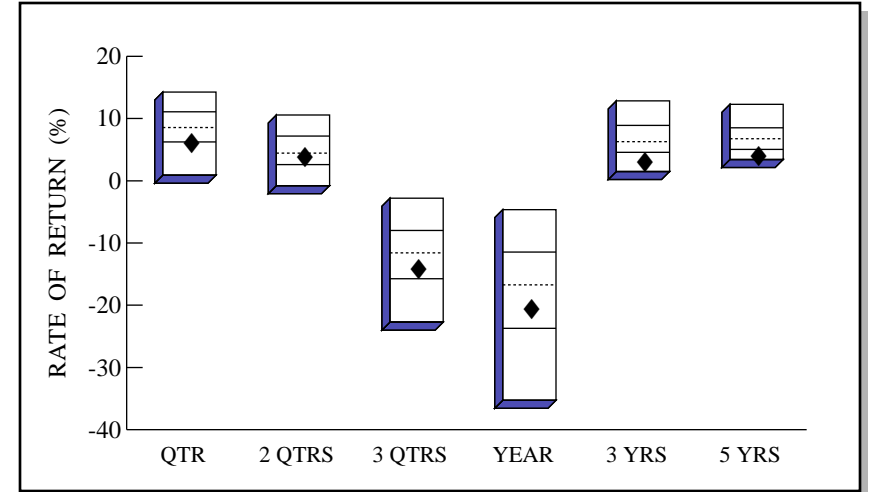 RATE OF RETURN (%)
20
10
0
-10
-20
-30
-40
QTR
2 QTRS
3 QTRS
YEAR
3 YRS
5 YRS